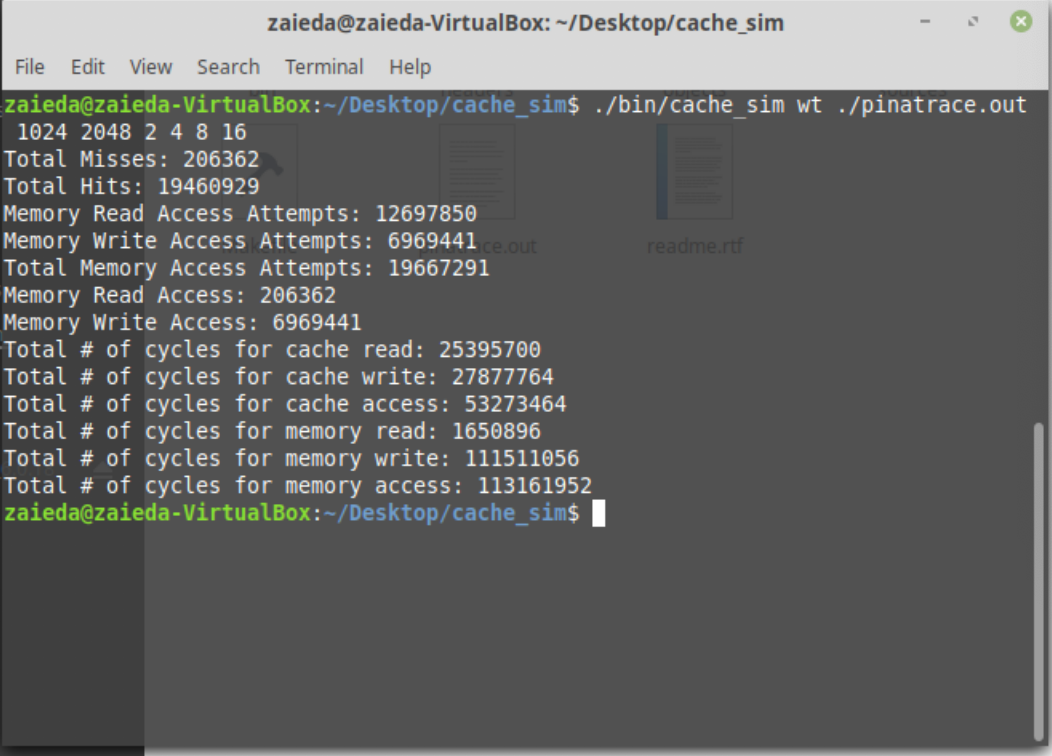 zaieda@zaieda-VirtualBox: ~/Desktop/cache_sim
File Edit View Search Terminal Help
zaieda@zaieda-VirtualBox:~/Desktop/cache_sim$ ./bin/cache_sim wt ./pinatrace.out
 1024 2048 2 4 8 16
Total Misses: 206362
Total Hits: 19460929
Memory Read Access Attempts: 12697850
Memory Write Access Attempts: 6969441
Total Memory Access Attempts: 19667291
Memory Read Access: 206362
Memory Write Access: 6969441
Total # of cycles for cache read: 25395700
Total # of cycles for cache write: 27877764
Total # of cycles for cache access: 53273464
Total # of cycles for memory read: 1650896
Total # of cycles for memory write: 111511056
Total # of cycles for memory access: 113161952
zaieda@zaieda-VirtualBox:~/Desktop/cache_sim$
readme.rtf